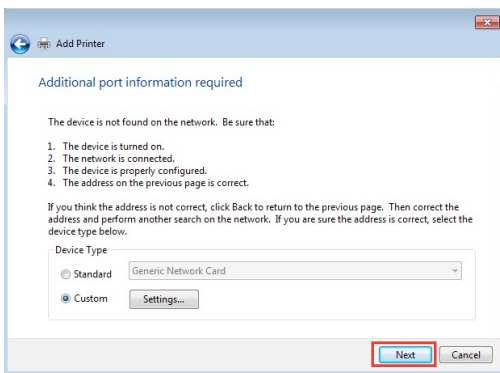 Add Printer
Additional port information required
The device is not found on the network. Be sure that:
1. The device is turned on.
2. The network is connected.
3. The device is properly configured.
4. The address on the previous page is correct.
If you think the address is not correct, click Back to return to the previous page. Then correct the
address and perform another search on the network. If you are sure the address is correct, select the
device type below.
Device Type
Standard Generic Network Card
Custom Settings...
Next Cancel